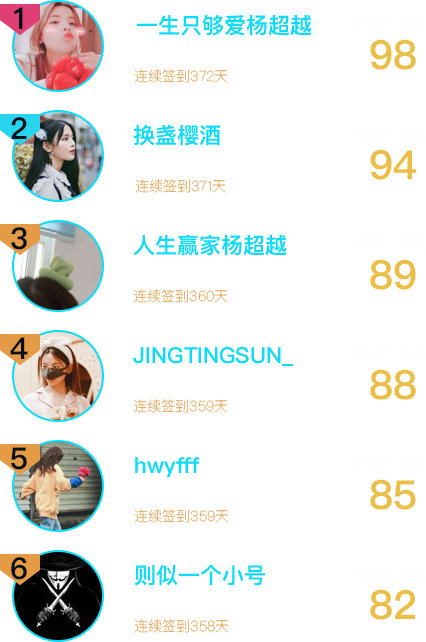 1
一生只够爱杨超越
连续签到372天
98
2
换盏樱酒
连续签到371天
94
3
人生赢家杨超越
连续签到360天
89
4
JINGTINGSUN_
连续签到359天
88
5
hwyfff
连续签到359天
85
6
则似一个小号
连续签到358天
82